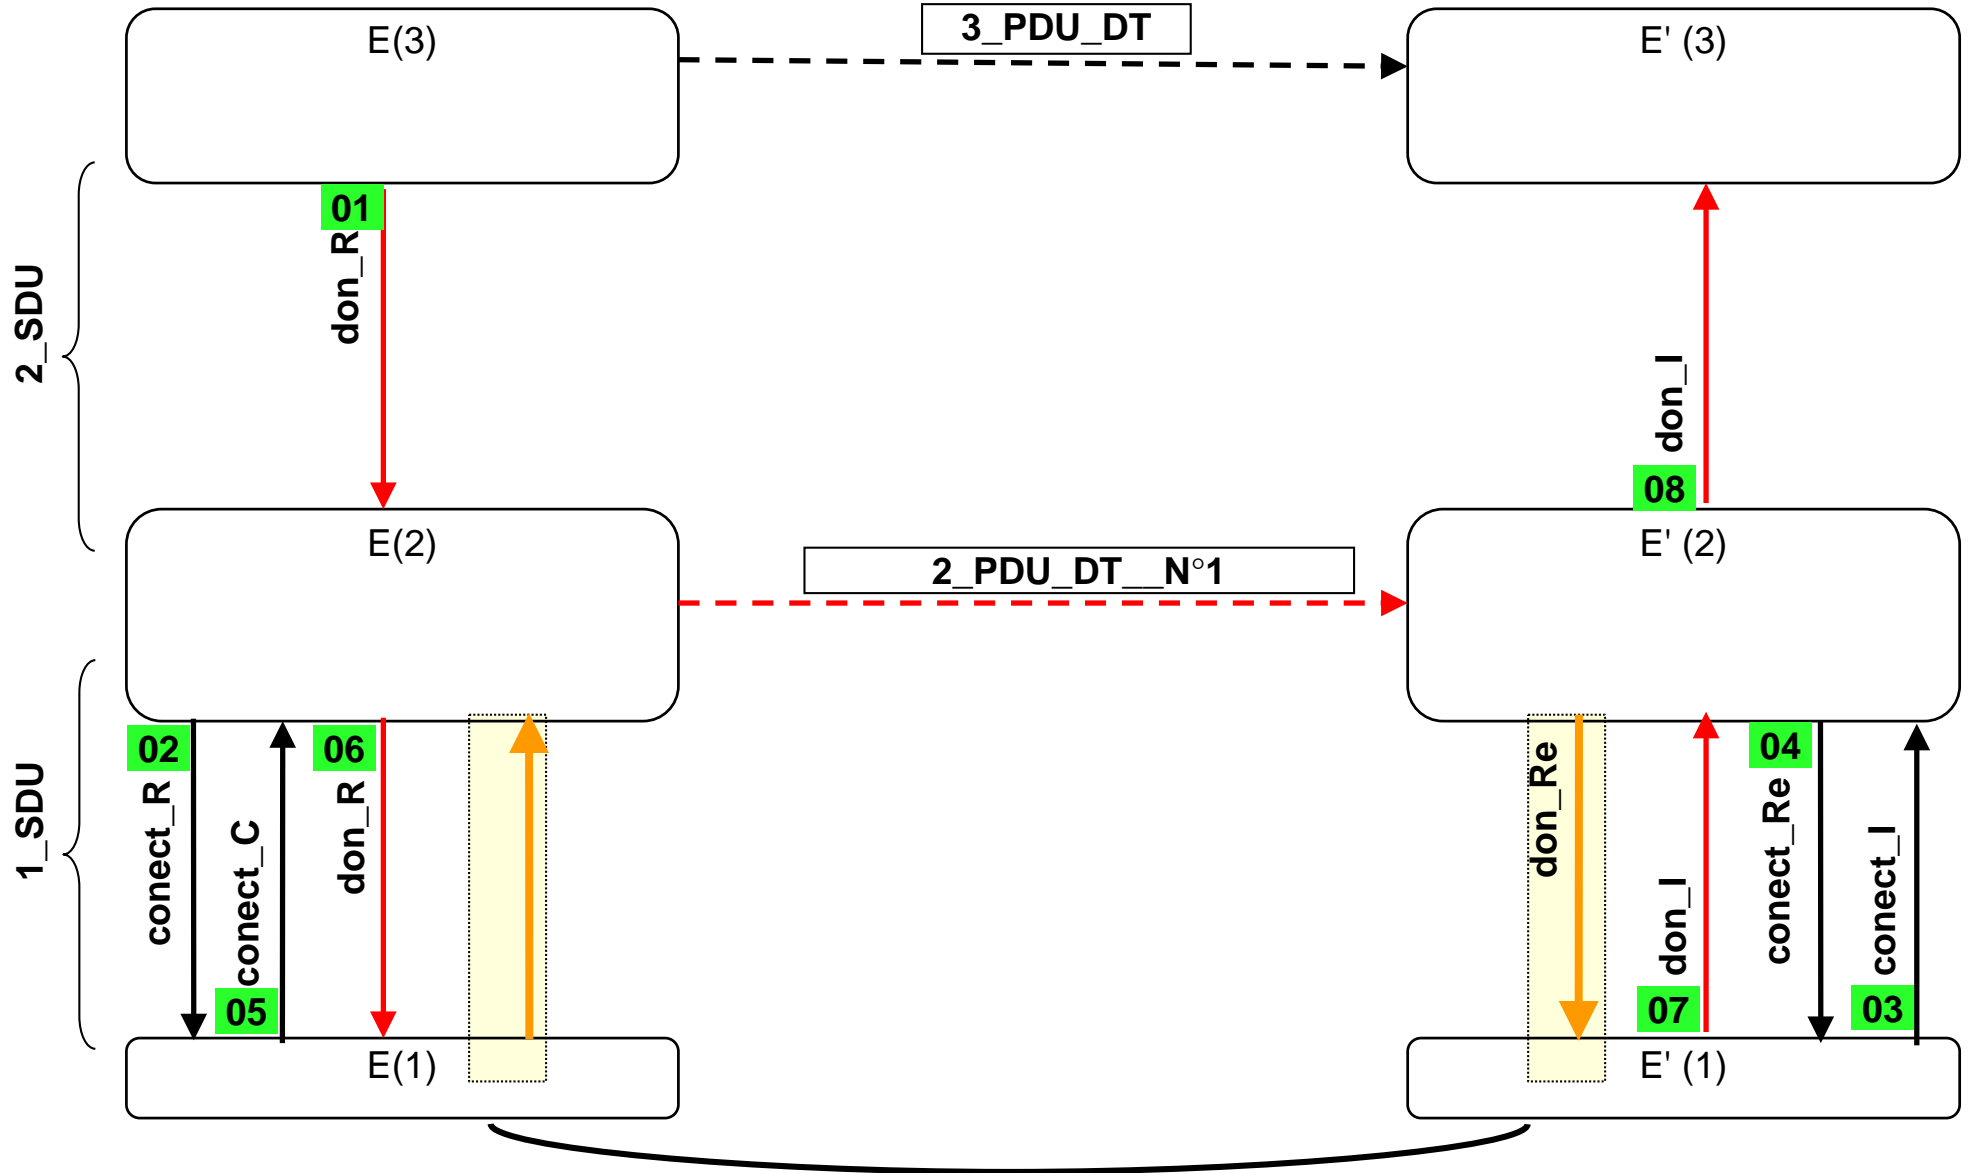 E(3)
3_PDU_DT
E' (3)
01
don_R
2_SDU
don_I
08
E(2)
2_PDU_DT__N°1
E' (2)
02
conect_R
05
conect_C
06
don_R
1_SDU
don_Re
don_I
07
04
conect_Re
conect_I
03
E(1)
E' (1)